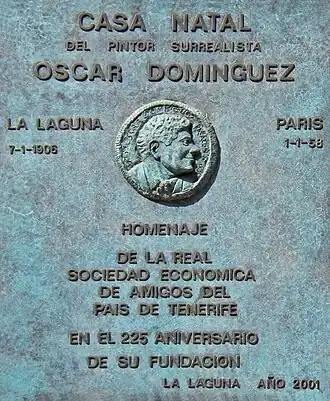 CASA NATAL
DEL PINTOR SURREALISTA
OSCAR DOMINGUEZ
LA LAGUNA PARIS
7-1-1906 1-1-58
HOMENAJE
DE LA REAL
SOCIEDAD ECONOMICA
DE AMIGOS DEL
PAIS DE TENERIFE
EN EL 225 ANIVERSARIO
DE SU FUNDACION
LA LAGUNA AÑO 2001